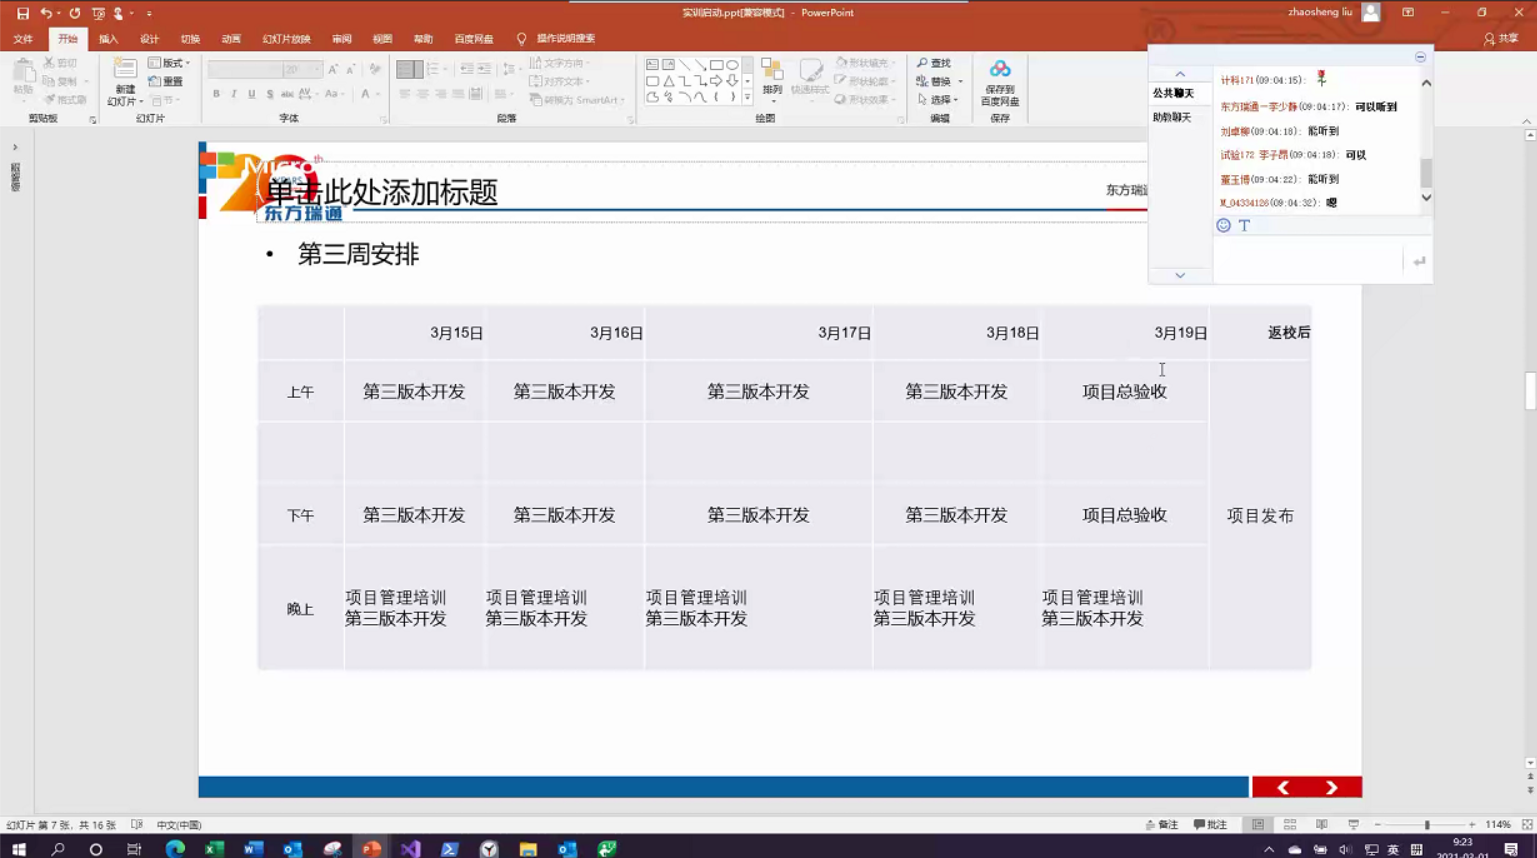 实训启动.ppt[兼容模式] - PowerPoint
zhaosheng liu
文件 开始 插入 设计 切换 动画 幻灯片放映 审阅 视图 帮助 百度网盘 操作说明搜索 共享
粘贴 剪切 复制 格式刷
剪贴板
新建
幻灯片 版式 重置 节
幻灯片
20
字体
文字方向
对齐文本
转换为 SmartArt
段落
排列 快速样式 形状填充 形状轮廓 形状效果
绘图
查找
替换
选择
编辑
保存到
百度网盘
保存
公共聊天
助教聊天
计科171(09:04:15):
东方瑞通-李少静(09:04:17): 可以听到
刘卓柳(09:04:18): 能听到
试验172 李子昂(09:04:18): 可以
董玉博(09:04:22): 能听到
M_04334126(09:04:32): 嗯
单击此处添加标题
东方瑞通
东方瑞通
• 第三周安排
3月15日 3月16日 3月17日 3月18日 3月19日 返校后
上午 第三版本开发 第三版本开发 第三版本开发 第三版本开发 项目总验收
下午 第三版本开发 第三版本开发 第三版本开发 第三版本开发 项目总验收 项目发布
晚上 项目管理培训 项目管理培训 项目管理培训 项目管理培训 项目管理培训
第三版本开发 第三版本开发 第三版本开发 第三版本开发 第三版本开发
幻灯片 第 7 张，共 16 张 中文(中国) 备注 批注 114%
英 9:23
2021-03-01